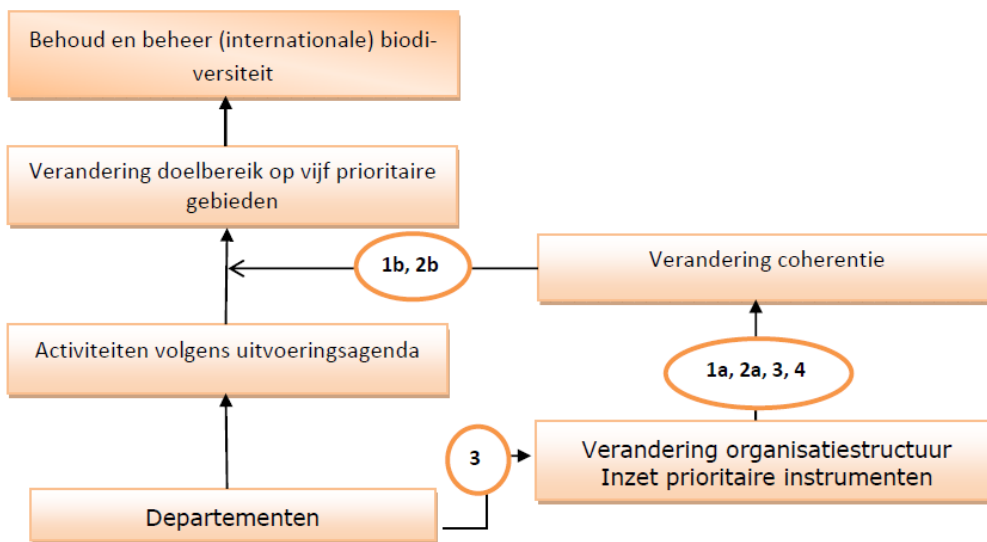 Behoud en beheer (internationale) biodi-
versiteit
Verandering doelbereik op vijf prioritaire
gebieden
1b, 2b
Verandering coherentie
Activiteiten volgens uitvoeringsagenda
1a, 2a, 3, 4
3
Verandering organisatiestructuur
Inzet prioritaire instrumenten
Departementen